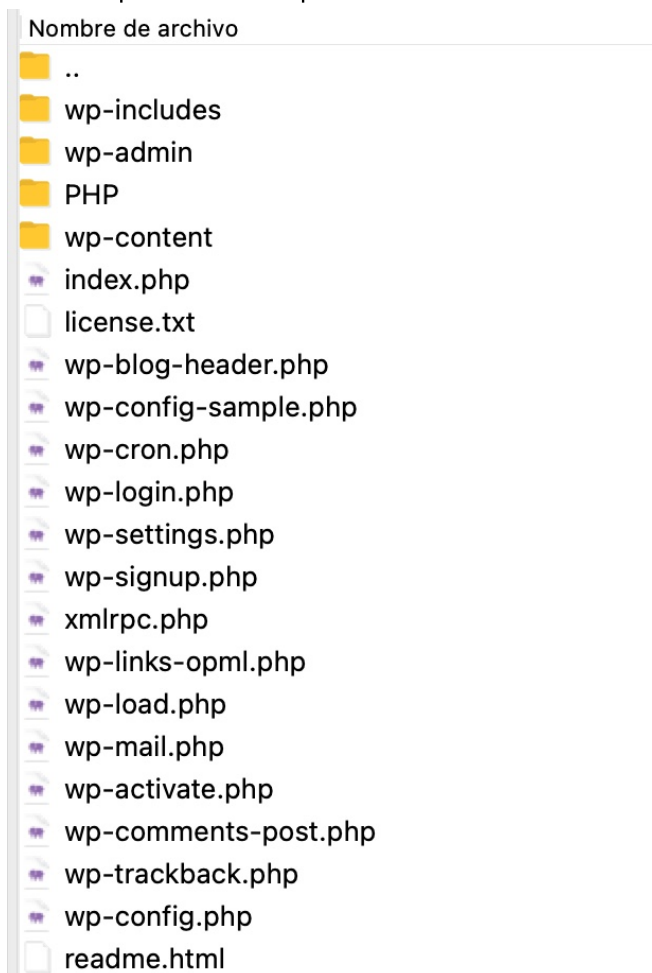 Nombre de archivo
..
wp-includes
wp-admin
PHP
wp-content
index.php
license.txt
wp-blog-header.php
wp-config-sample.php
wp-cron.php
wp-login.php
wp-settings.php
wp-signup.php
xmlrpc.php
wp-links-opml.php
wp-load.php
wp-mail.php
wp-activate.php
wp-comments-post.php
wp-trackback.php
wp-config.php
readme.html